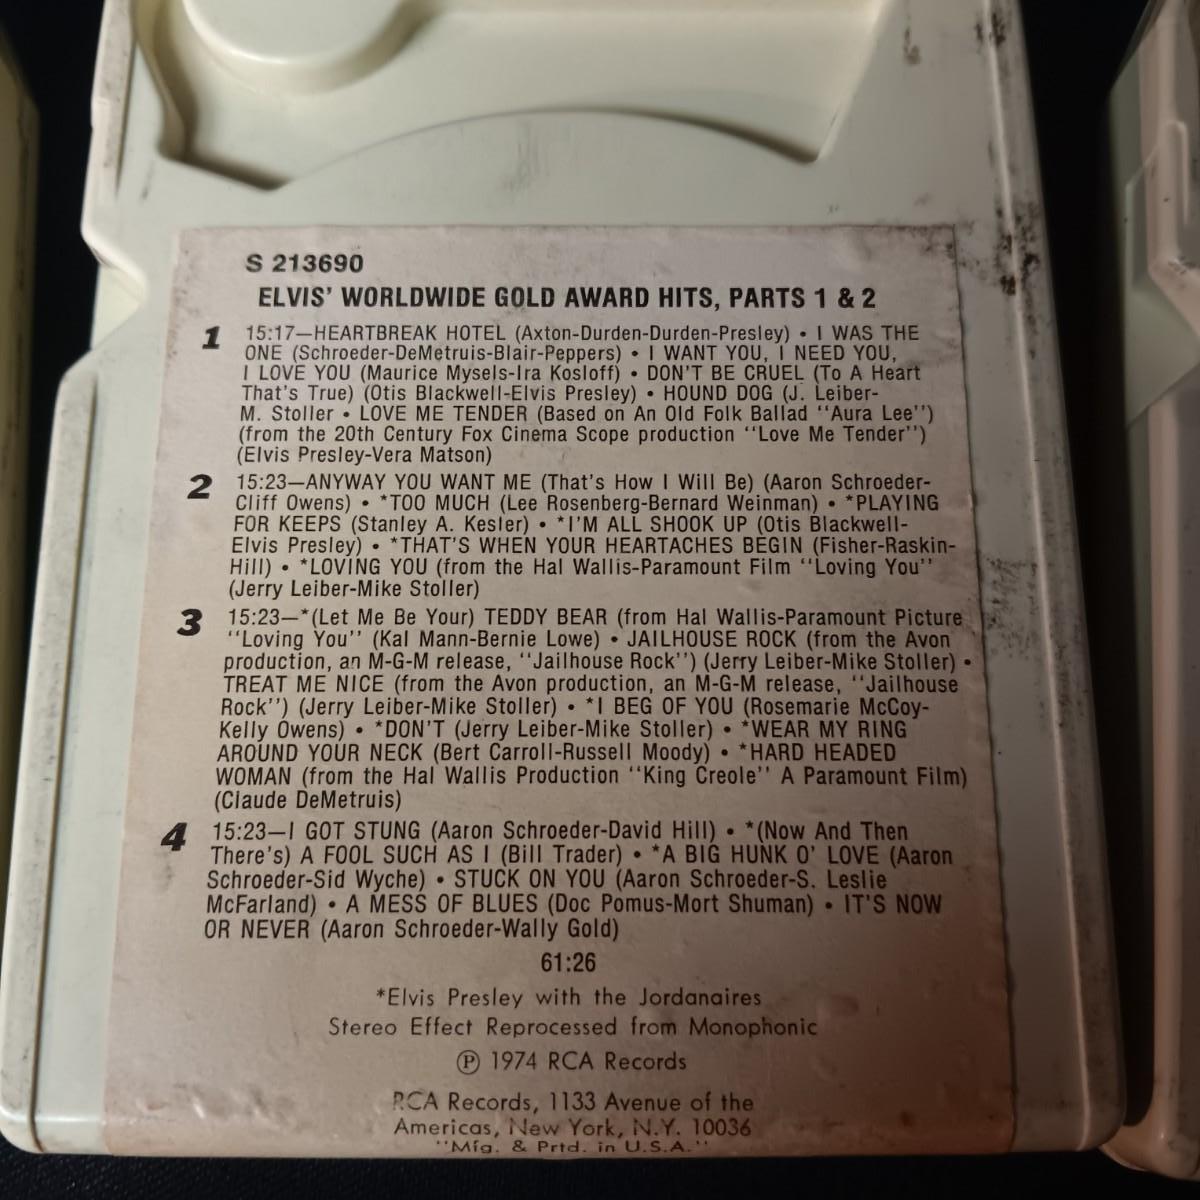 S 213690
ELVIS' WORLDWIDE GOLD AWARD HITS, PARTS 1 & 2
1 15:17—HEARTBREAK HOTEL (Axton-Durden-Durden-Presley) • I WAS THE
ONE (Schroeder-DeMetruis-Blair-Peppers) • I WANT YOU, I NEED YOU,
I LOVE YOU (Maurice Mysels-Ira Kosloff) • DON'T BE CRUEL (To A Heart
That's True) (Otis Blackwell-Elvis Presley) • HOUND DOG (J. Leiber-
M. Stoller • LOVE ME TENDER (Based on An Old Folk Ballad ''Aura Lee'')
(from the 20th Century Fox Cinema Scope production ''Love Me Tender'')
(Elvis Presley-Vera Matson)
2 15:23—ANYWAY YOU WANT ME (That's How I Will Be) (Aaron Schroeder-
Cliff Owens) • *TOO MUCH (Lee Rosenberg-Bernard Weinman) • *PLAYING
FOR KEEPS (Stanley A. Kesler) • *I'M ALL SHOOK UP (Otis Blackwell-
Elvis Presley) • *THAT'S WHEN YOUR HEARTACHES BEGIN (Fisher-Raskin-
Hill) • *LOVING YOU (from the Hal Wallis-Paramount Film ''Loving You''
(Jerry Leiber-Mike Stoller)
3 15:23—*(Let Me Be Your) TEDDY BEAR (from Hal Wallis-Paramount Picture
''Loving You'' (Kal Mann-Bernie Lowe) • JAILHOUSE ROCK (from the Avon
production, an M-G-M release, ''Jailhouse Rock'') (Jerry Leiber-Mike Stoller) •
TREAT ME NICE (from the Avon production, an M-G-M release, ''Jailhouse
Rock'') (Jerry Leiber-Mike Stoller) • *I BEG OF YOU (Rosemarie McCoy-
Kelly Owens) • *DON'T (Jerry Leiber-Mike Stoller) • *WEAR MY RING
AROUND YOUR NECK (Bert Carroll-Russell Moody) • *HARD HEADED
WOMAN (from the Hal Wallis Production ''King Creole'' A Paramount Film)
(Claude DeMetruis)
4 15:23—I GOT STUNG (Aaron Schroeder-David Hill) • *(Now And Then
There's) A FOOL SUCH AS I (Bill Trader) • *A BIG HUNK O' LOVE (Aaron
Schroeder-Sid Wyche) • STUCK ON YOU (Aaron Schroeder-S. Leslie
McFarland) • A MESS OF BLUES (Doc Pomus-Mort Shuman) • IT'S NOW
OR NEVER (Aaron Schroeder-Wally Gold)
61:26
*Elvis Presley with the Jordanaires
Stereo Effect Reprocessed from Monophonic
℗ 1974 RCA Records
RCA Records, 1133 Avenue of the
Americas, New York, N.Y. 10036
''Mfg. & Prtd. in U.S.A.''